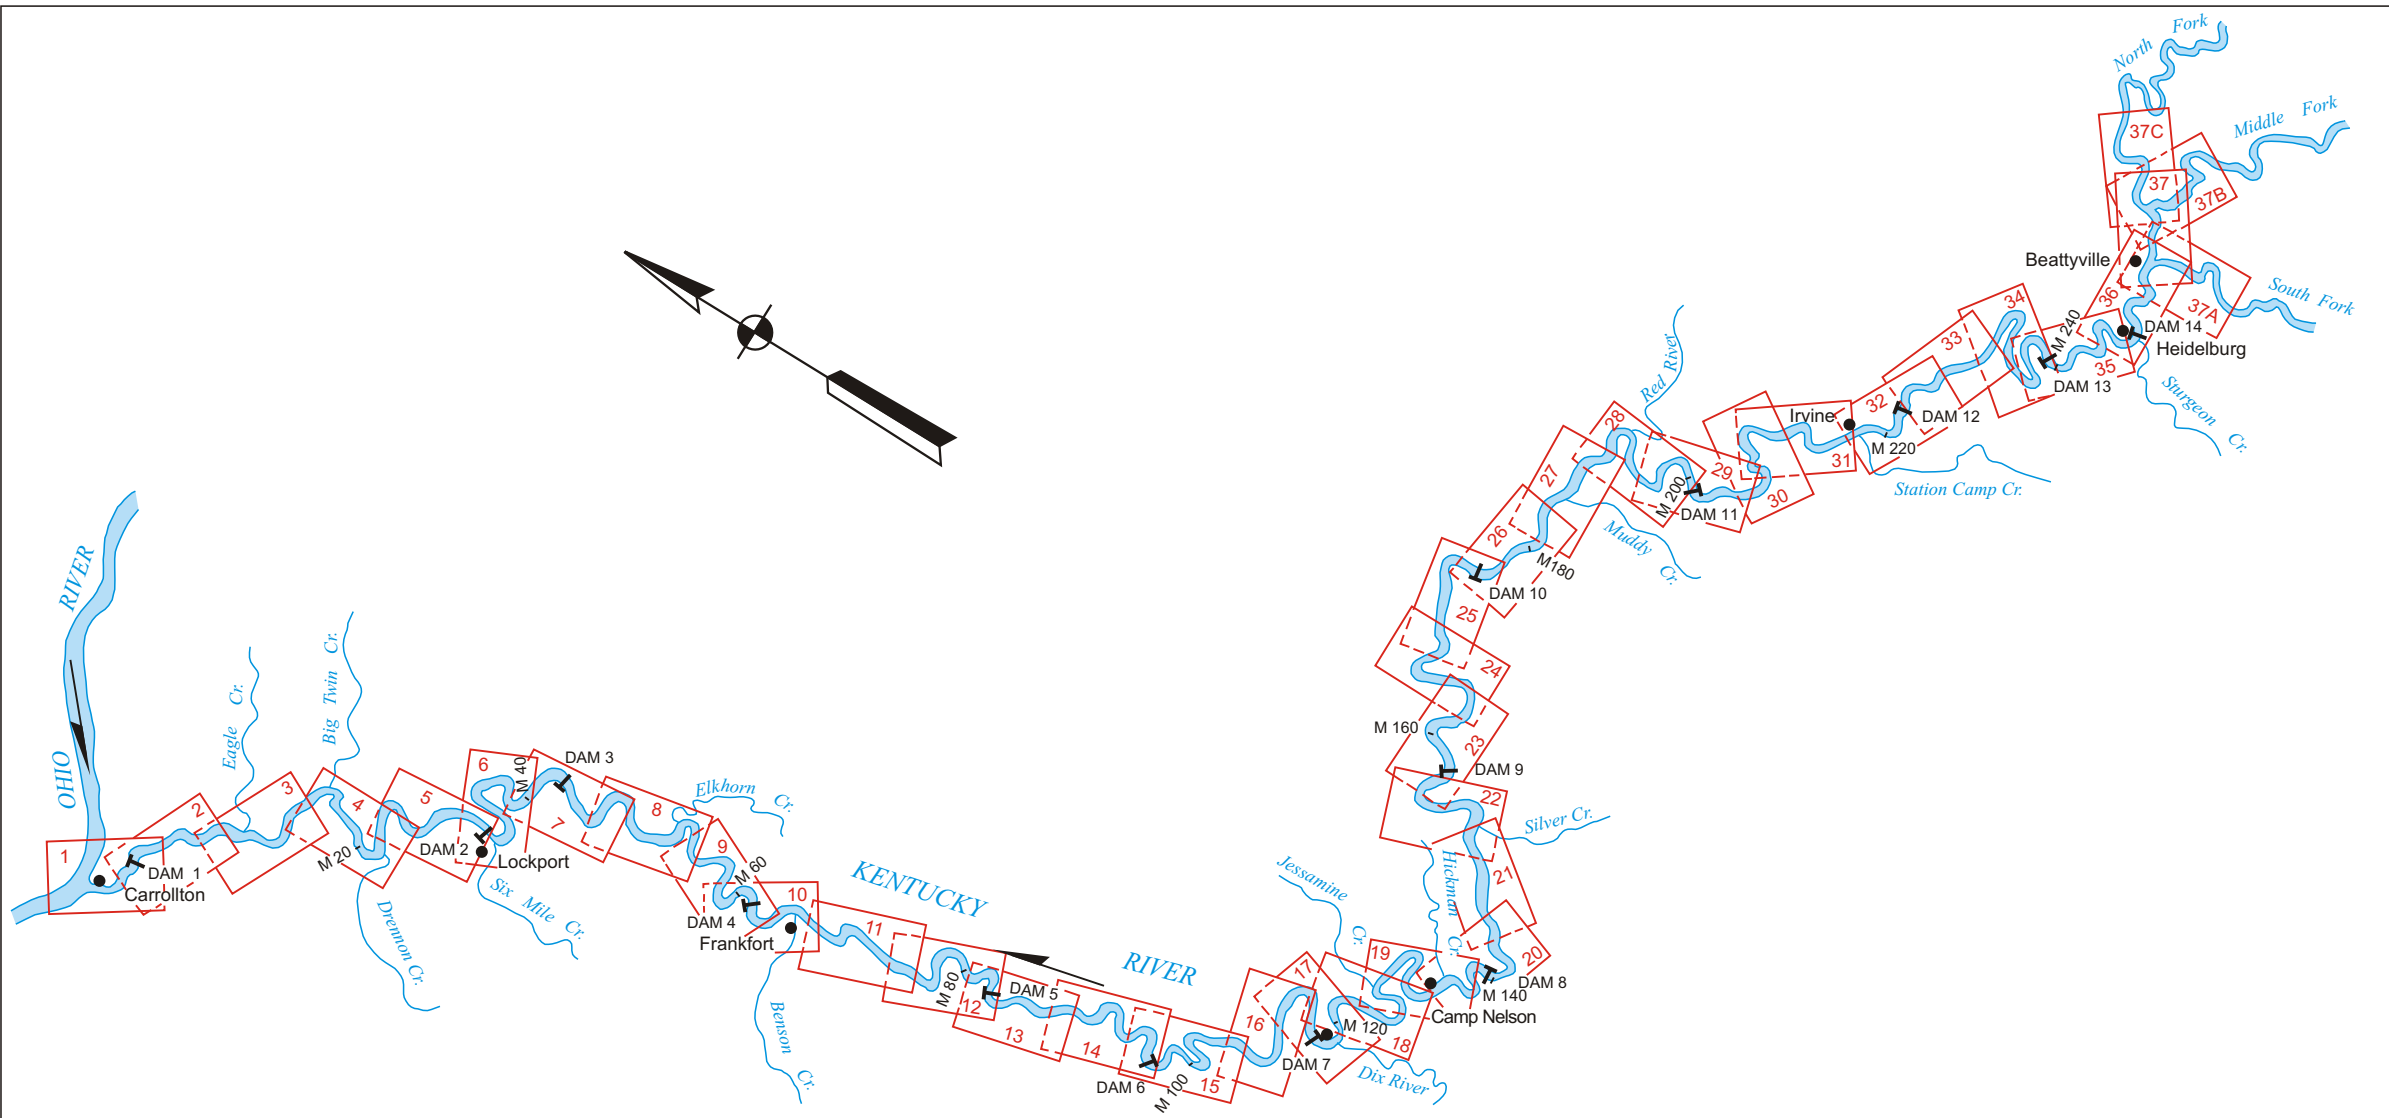 North Fork
Middle Fork
37C
37
37B
Beattyville
36
37A
South Fork
34
M 240
DAM 14
Heidelburg
33
35
DAM 13
Red River
Sturgeon Cr.
28
Irvine
32
DAM 12
M 220
31
27
29
30
Station Camp Cr.
M 200
DAM 11
26
Muddy Cr.
M180
DAM 10
25
24
M 160
23
DAM 9
22
Silver Cr.
21
Hickman Cr.
Jessamine Cr.
20
19
DAM 8
M 140
Camp Nelson
17
M 120
18
16
DAM 7
Dix River
OHIO RIVER
Eagle Cr.
Big Twin Cr.
1
2
3
4
5
6
M 40
DAM 3
7
8
Elkhorn Cr.
DAM 1
Carrollton
M 20
DAM 2
Lockport
Six Mile Cr.
Drennon Cr.
9
M 60
10
DAM 4
Frankfort
Benson Cr.
KENTUCKY RIVER
11
M 80
12
DAM 5
13
14
DAM 6
M 100
15